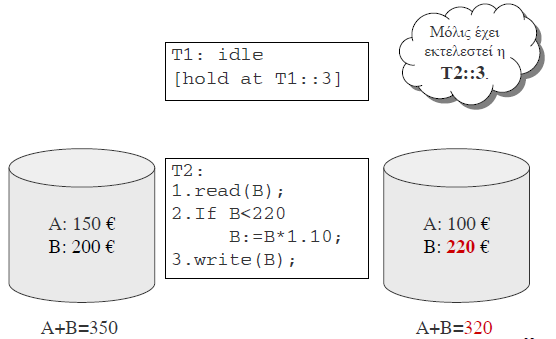 T1: idle
[hold at T1::3]
Μόλις έχει
εκτελεστεί η
T2::3.
A: 150 €
B: 200 €
T2:
1.read(B);
2.If B<220
B:=B*1.10;
3.write(B);
A: 100 €
B: 220 €
A+B=350
A+B=320